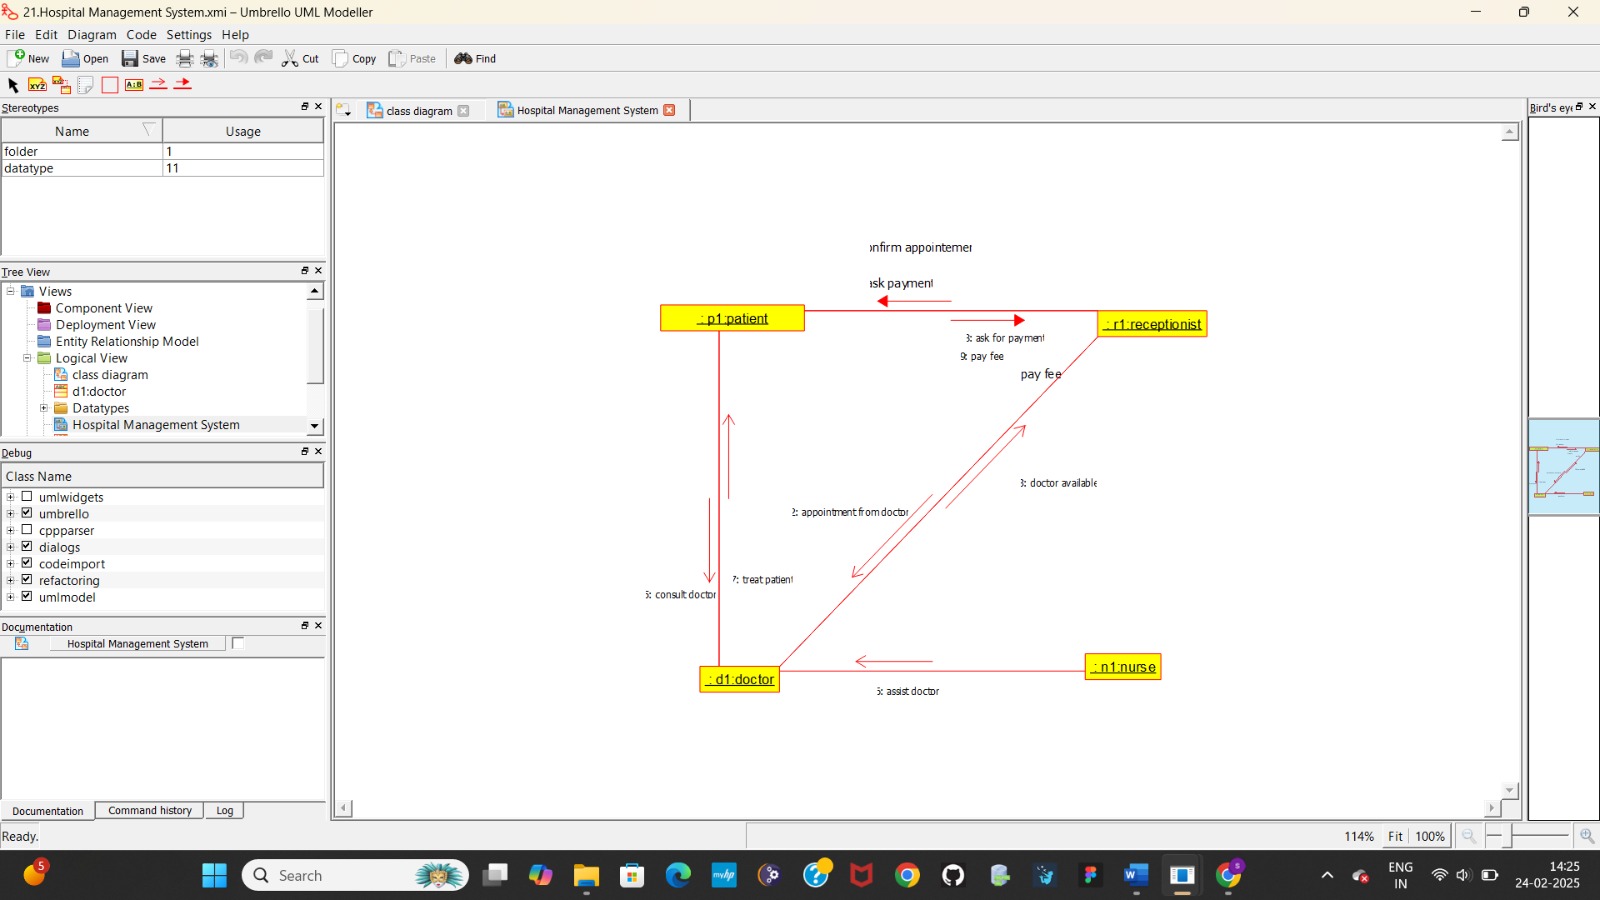 21.Hospital Management System.xmi – Umbrello UML Modeller
File Edit Diagram Code Settings Help
New Open Save Cut Copy Paste Find
XYZ
A:B
Stereotypes
Name Usage
folder 1
datatype 11
Tree View
Views
Component View
Deployment View
Entity Relationship Model
Logical View
class diagram
d1:doctor
Datatypes
Hospital Management System
Debug
Class Name
umlwidgets
umbrello
cppparser
dialogs
codeimport
refactoring
umlmodel
Documentation
Hospital Management System
Documentation Command history Log
Ready.
class diagram Hospital Management System
onfirm appointemer
ask payment
: p1:patient
: r1:receptionist
3: ask for payment
9: pay fee
pay fee
3: doctor available
2: appointment from doctor
7: treat patient
5: consult doctor
: d1:doctor
: n1:nurse
5: assist doctor
Bird's eye
114% Fit 100%
5
Search
myhp
ENG
IN
14:25
24-02-2025